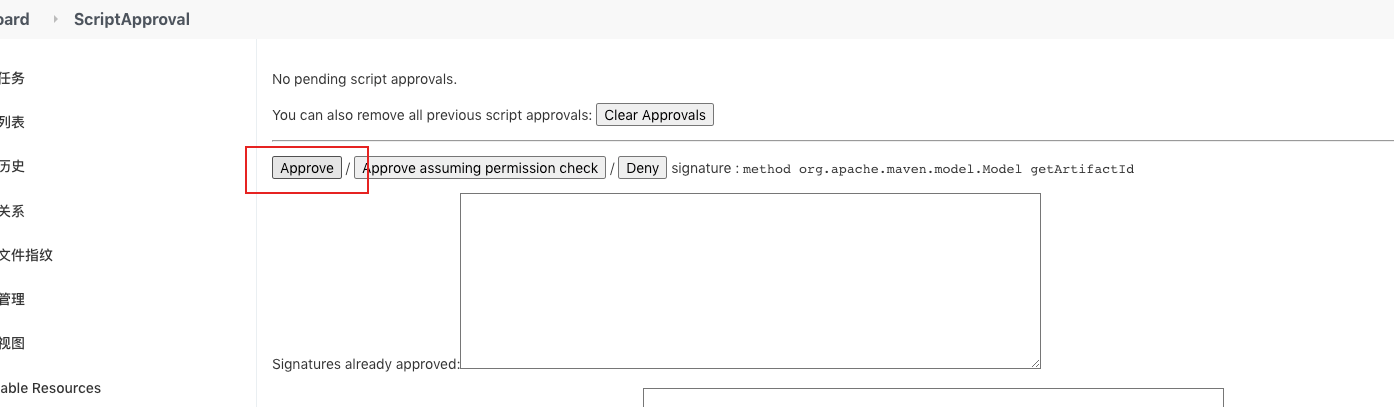 oard › ScriptApproval
任务
No pending script approvals.
列表
You can also remove all previous script approvals: Clear Approvals
历史
Approve / Approve assuming permission check / Deny signature : method org.apache.maven.model.Model getArtifactId
关系
文件指纹
管理
视图
Signatures already approved:
able Resources